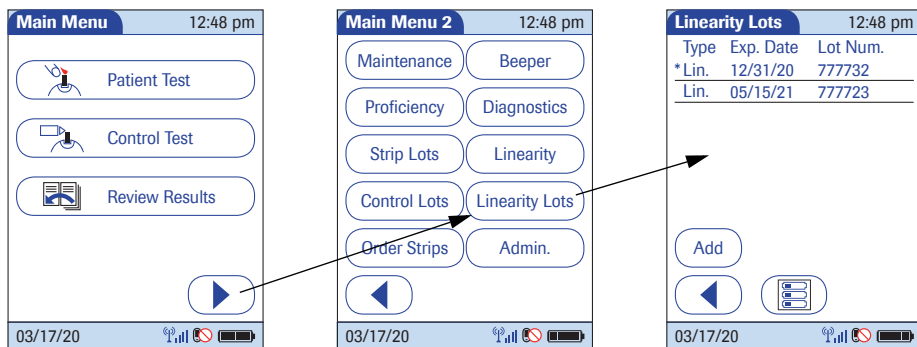 Main Menu 12:48 pm
Patient Test
Control Test
Review Results
03/17/20
Main Menu 2 12:48 pm
Maintenance Beeper
Proficiency Diagnostics
Strip Lots Linearity
Control Lots Linearity Lots
Order Strips Admin.
03/17/20
Linearity Lots 12:48 pm
Type Exp. Date Lot Num.
*Lin. 12/31/20 777732
Lin. 05/15/21 777723
Add
03/17/20